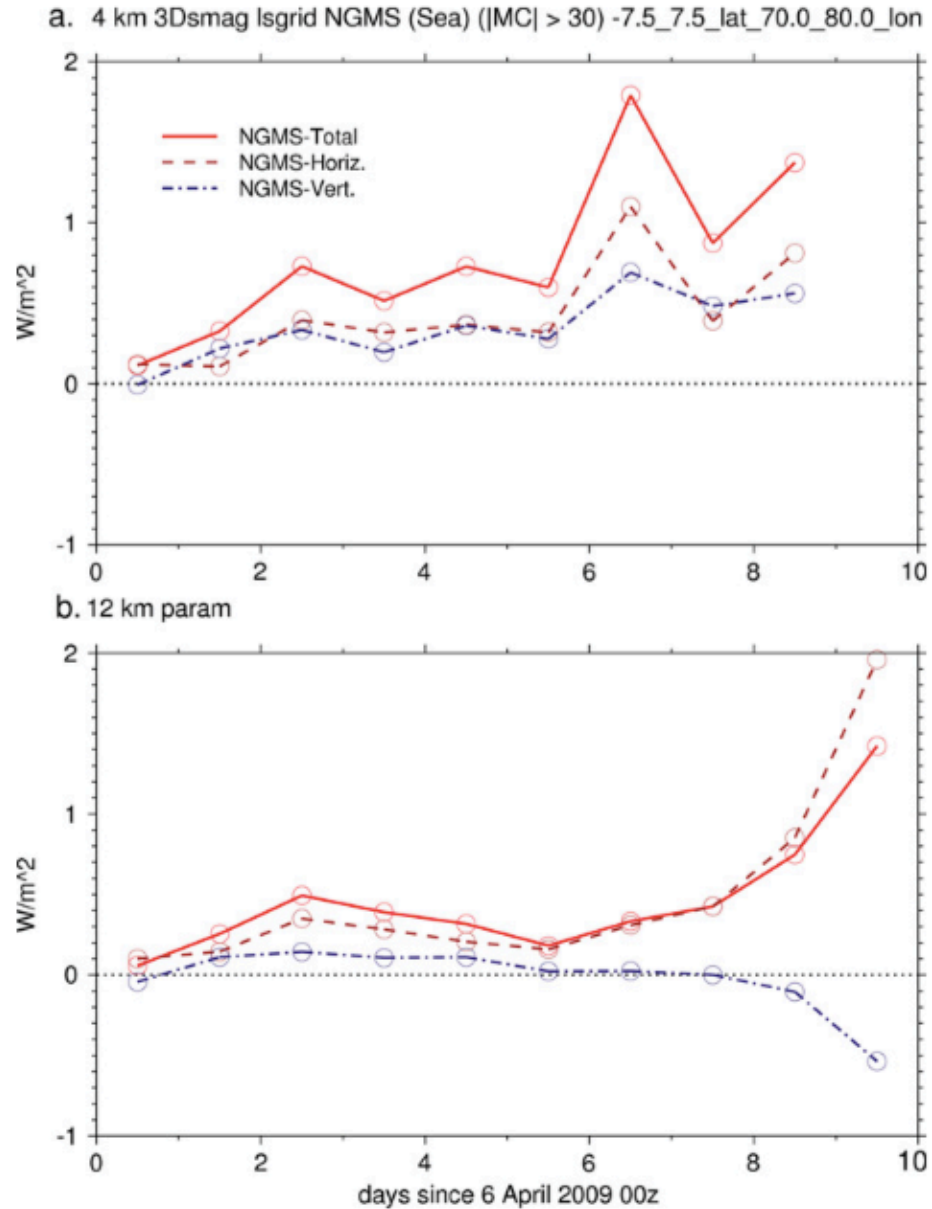 a. 4 km 3Dsmag lsgrid NGMS (Sea) (|MC| > 30) -7.5_7.5_lat_70.0_80.0_lon
2
NGMS-Total
NGMS-Horiz.
NGMS-Vert.
1
W/m^2
0
-1
0 2 4 6 8 10
b. 12 km param
2
1
W/m^2
0
-1
0 2 4 6 8 10
days since 6 April 2009 00z